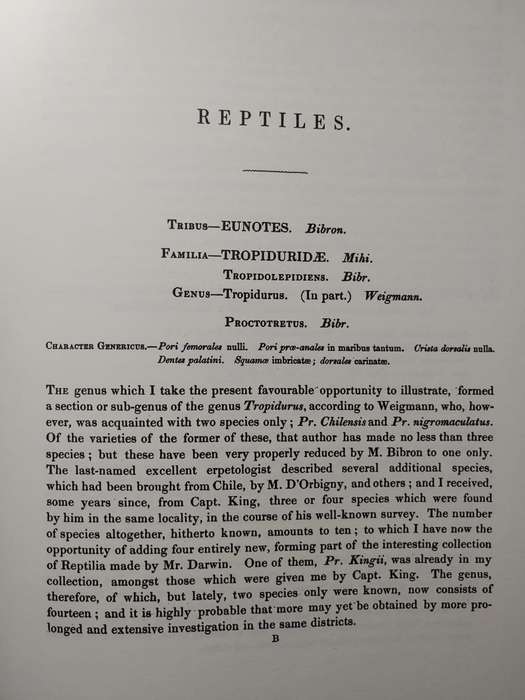 REPTILES.
TRIBUS—EUNOTES. Bibron.
FAMILIA—TROPIDURIDÆ. Mihi.
TROPIDOLEPIDIENS. Bibr.
GENUS—TROPIDURUS. (In part.) Weigmann.
PROCTOTRETUS. Bibr.
CHARACTER GENERICUS.—Pori femorales nulli. Pori præ-anales in maribus tantum. Crista dorsalis nulla.
Dentes palatini. Squamæ imbricatæ; dorsales carinatæ.
THE genus which I take the present favourable opportunity to illustrate, formed
a section or sub-genus of the genus Tropidurus, according to Weigmann, who, how-
ever, was acquainted with two species only; Pr. Chilensis and Pr. nigromaculatus.
Of the varieties of the former of these, that author has made no less than three
species; but these have been very properly reduced by M. Bibron to one only.
The last-named excellent erpetologist described several additional species,
which had been brought from Chile, by M. D'Orbigny, and others; and I received,
some years since, from Capt. King, three or four species which were found
by him in the same locality, in the course of his well-known survey. The number
of species altogether, hitherto known, amounts to ten; to which I have now the
opportunity of adding four entirely new, forming part of the interesting collection
of Reptilia made by Mr. Darwin. One of them, Pr. Kingii, was already in my
collection, amongst those which were given me by Capt. King. The genus,
therefore, of which, but lately, two species only were known, now consists of
fourteen; and it is highly probable that more may yet be obtained by more pro-
longed and extensive investigation in the same districts.
B